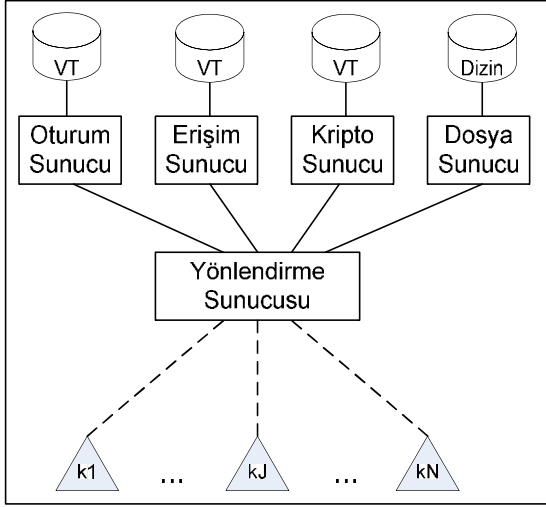 VT
VT
VT
Dizin
Oturum
Sunucu
Erişim
Sunucu
Kripto
Sunucu
Dosya
Sunucu
Yönlendirme
Sunucusu
k1
...
kJ
...
kN